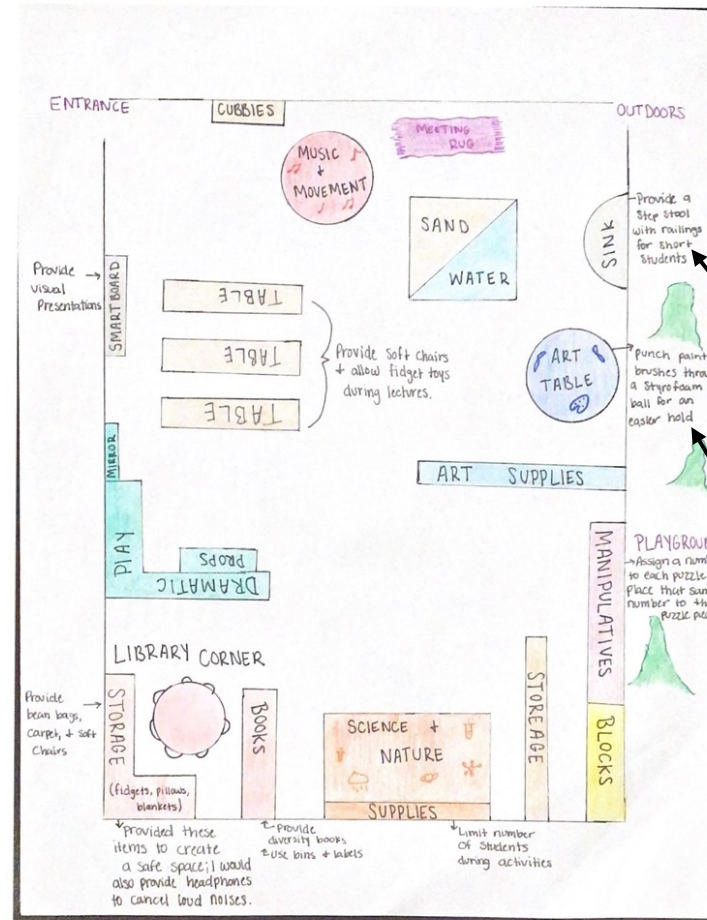 ENTRANCE
CUBBIES
MEETING
RUG
OUTDOORS
MUSIC
+
MOVEMENT
SAND
WATER
SINK
Provide a
Step stool
with railings
for short
students
Provide
visual
Presentations
SMARTBOARD
TABLE
TABLE
TABLE
Provide soft chairs
+ allow fidget toys
during lectures.
ART
TABLE
Punch paint
brushes
a Styrofoam
ball for an
easier hold
MIRROR
ART SUPPLIES
PLAY
PROPS
DRAMATIC
MANIPULATIVES
Assign a
to each puzzle
Place that
number to
puzzle
LIBRARY CORNER
Provide
bean bags,
carpet, + soft
Chairs
STORAGE
(fidgets, pillows,
blankets)
BOOKS
SCIENCE +
NATURE
SUPPLIES
STOREAGE
BLOCKS
Provided these
items to create
a safe space; I would
also provide headphones
to cancel loud noises.
Provide
diversity books
Use bins + labels
Limit number
of Students
during activities